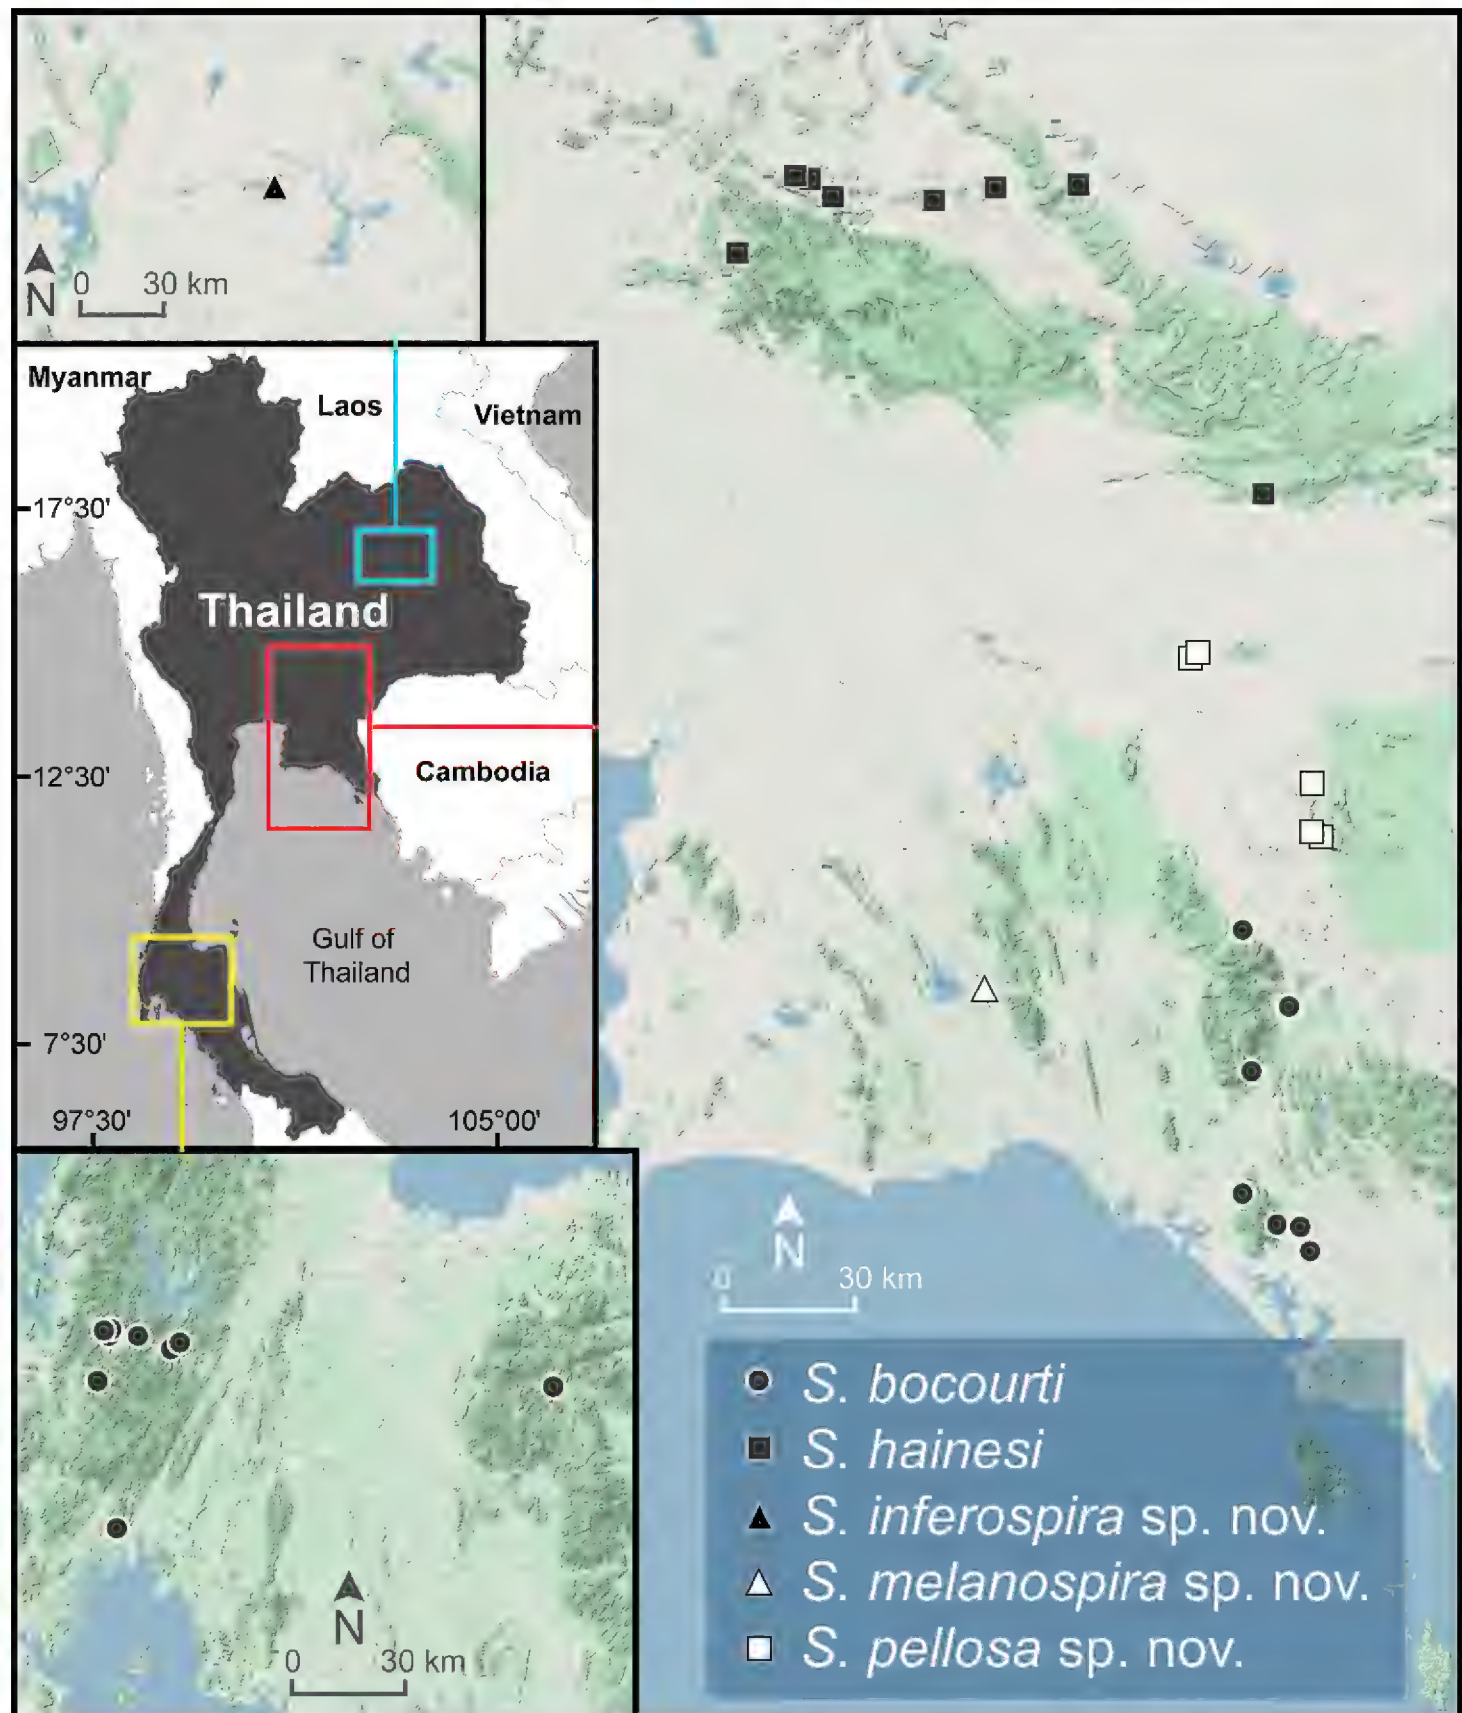 N
0 30 km
Myanmar
Laos
Vietnam
17°30'
Thailand
12°30'
Cambodia
Gulf of
Thailand
7°30'
97°30'
105°00'
N
0 30 km
N
0 30 km
S. bocourti
S. hainesi
S. inferospira sp. nov.
S. melanospira sp. nov.
S. pellosa sp. nov.